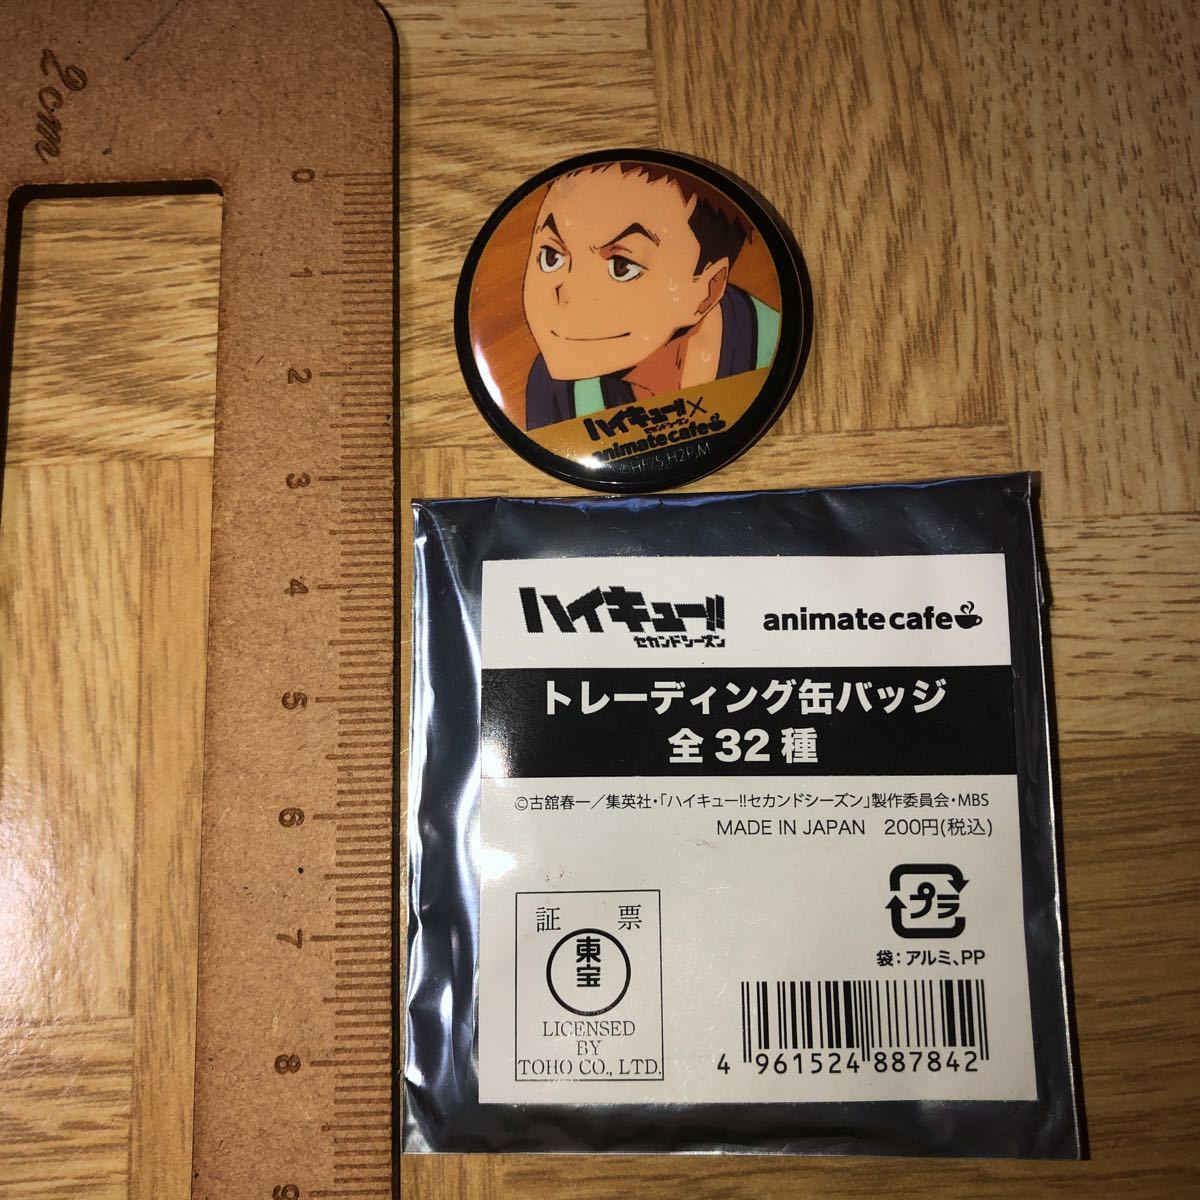 2cm
0
1
2
3
4
5
6
7
8
9
ハイキュー!!×
セカンドシーズン
animatecafe
H.F/S,H2P,M
ハイキュー!!
セカンドシーズン
animatecafe
トレーディング缶バッジ
全32種
©古舘春一／集英社・「ハイキュー!!セカンドシーズン」製作委員会・MBS
MADE IN JAPAN 200円(税込)
プラ
袋：アルミ、PP
証 票
東宝
LICENSED
BY
TOHO CO., LTD.
4 961524 887842